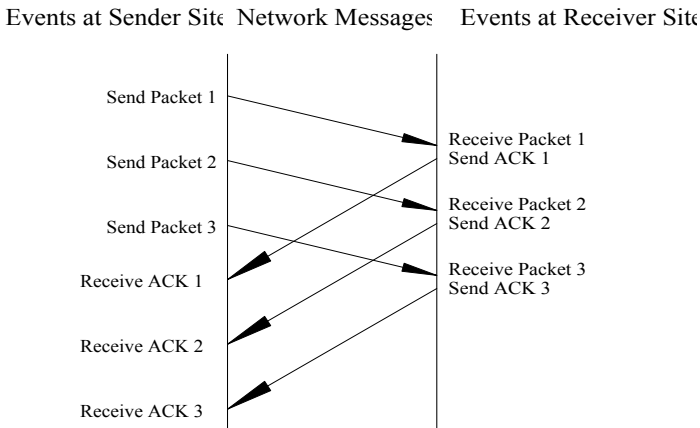 Events at Sender Site Network Messages Events at Receiver Site
Send Packet 1
Receive Packet 1
Send ACK 1
Send Packet 2
Receive Packet 2
Send ACK 2
Send Packet 3
Receive Packet 3
Receive ACK 1
Send ACK 3
Receive ACK 2
Receive ACK 3